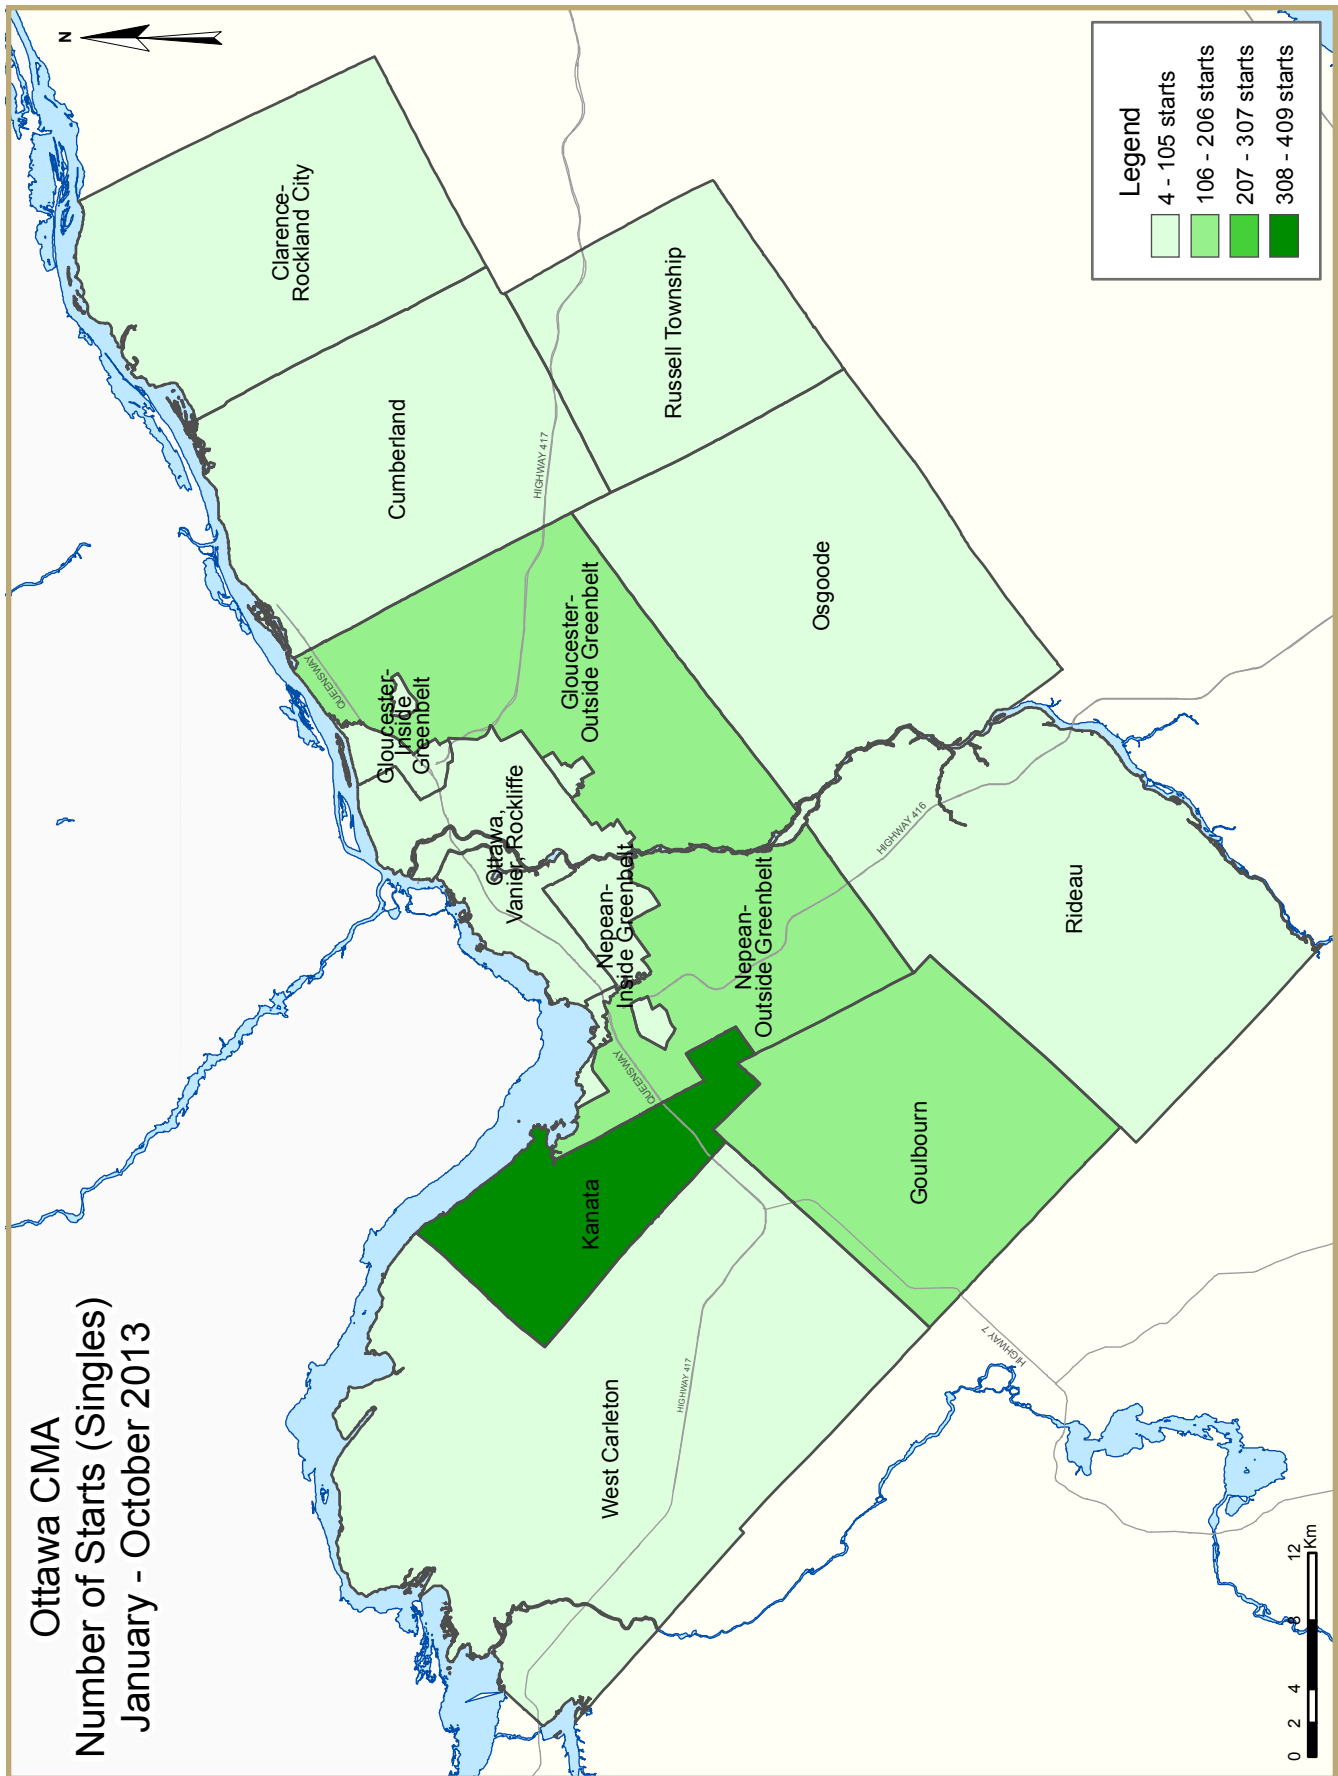 Ottawa CMA
Number of Starts (Singles)
January - October 2013
N
West Carleton
Kanata
Goulbourn
Nepean-
Outside Greenbelt
Nepean-
Inside Greenbelt
Ottawa,
Vanier, Rockliffe
Gloucester-
Inside
Greenbelt
Gloucester-
Outside Greenbelt
Cumberland
Clarence-
Rockland City
Russell Township
Osgoode
Rideau
HIGHWAY 417
HIGHWAY 7
QUEENSWAY
HIGHWAY 416
QUEENSWAY
HIGHWAY 417
0 2 4 8 12
Km
Legend
4 - 105 starts
106 - 206 starts
207 - 307 starts
308 - 409 starts